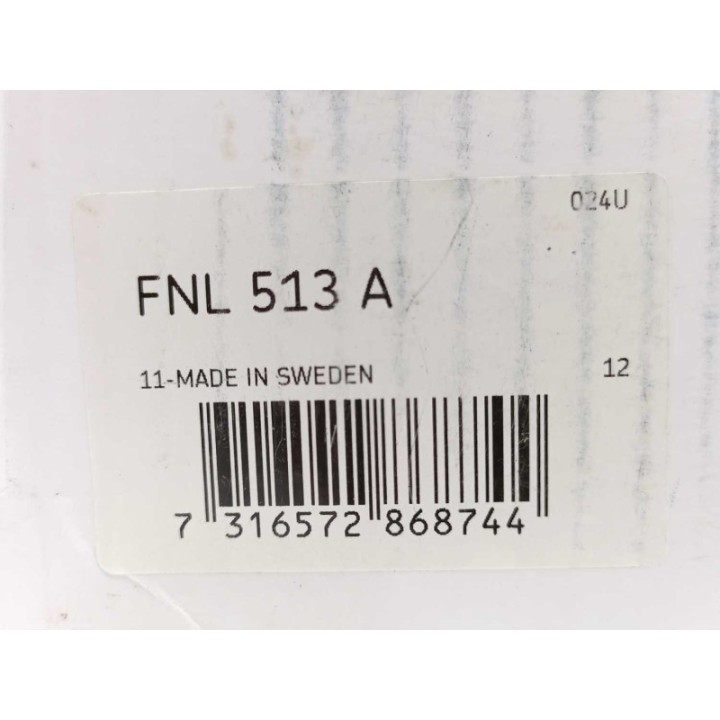 024U
FNL 513 A
11-MADE IN SWEDEN 12
7 316572 868744